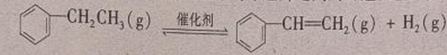 —CH₂CH₃(g) 催化剂 ⇌ —CH=CH₂(g) + H₂(g)